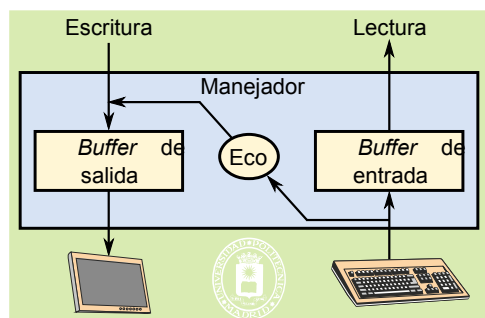 Escritura
Lectura
Manejador
Buffer de
salida
Eco
Buffer de
entrada